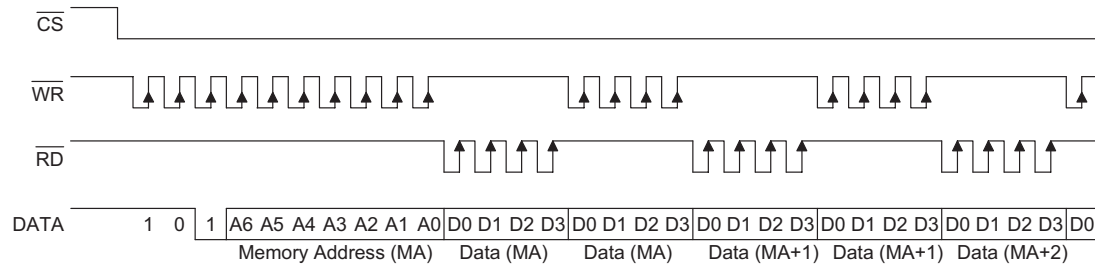 CS
WR
RD
DATA 1 0 1 A6 A5 A4 A3 A2 A1 A0 D0 D1 D2 D3 D0 D1 D2 D3 D0 D1 D2 D3 D0 D1 D2 D3 D0 D1 D2 D3 D0
Memory Address (MA) Data (MA) Data (MA) Data (MA+1) Data (MA+1) Data (MA+2)